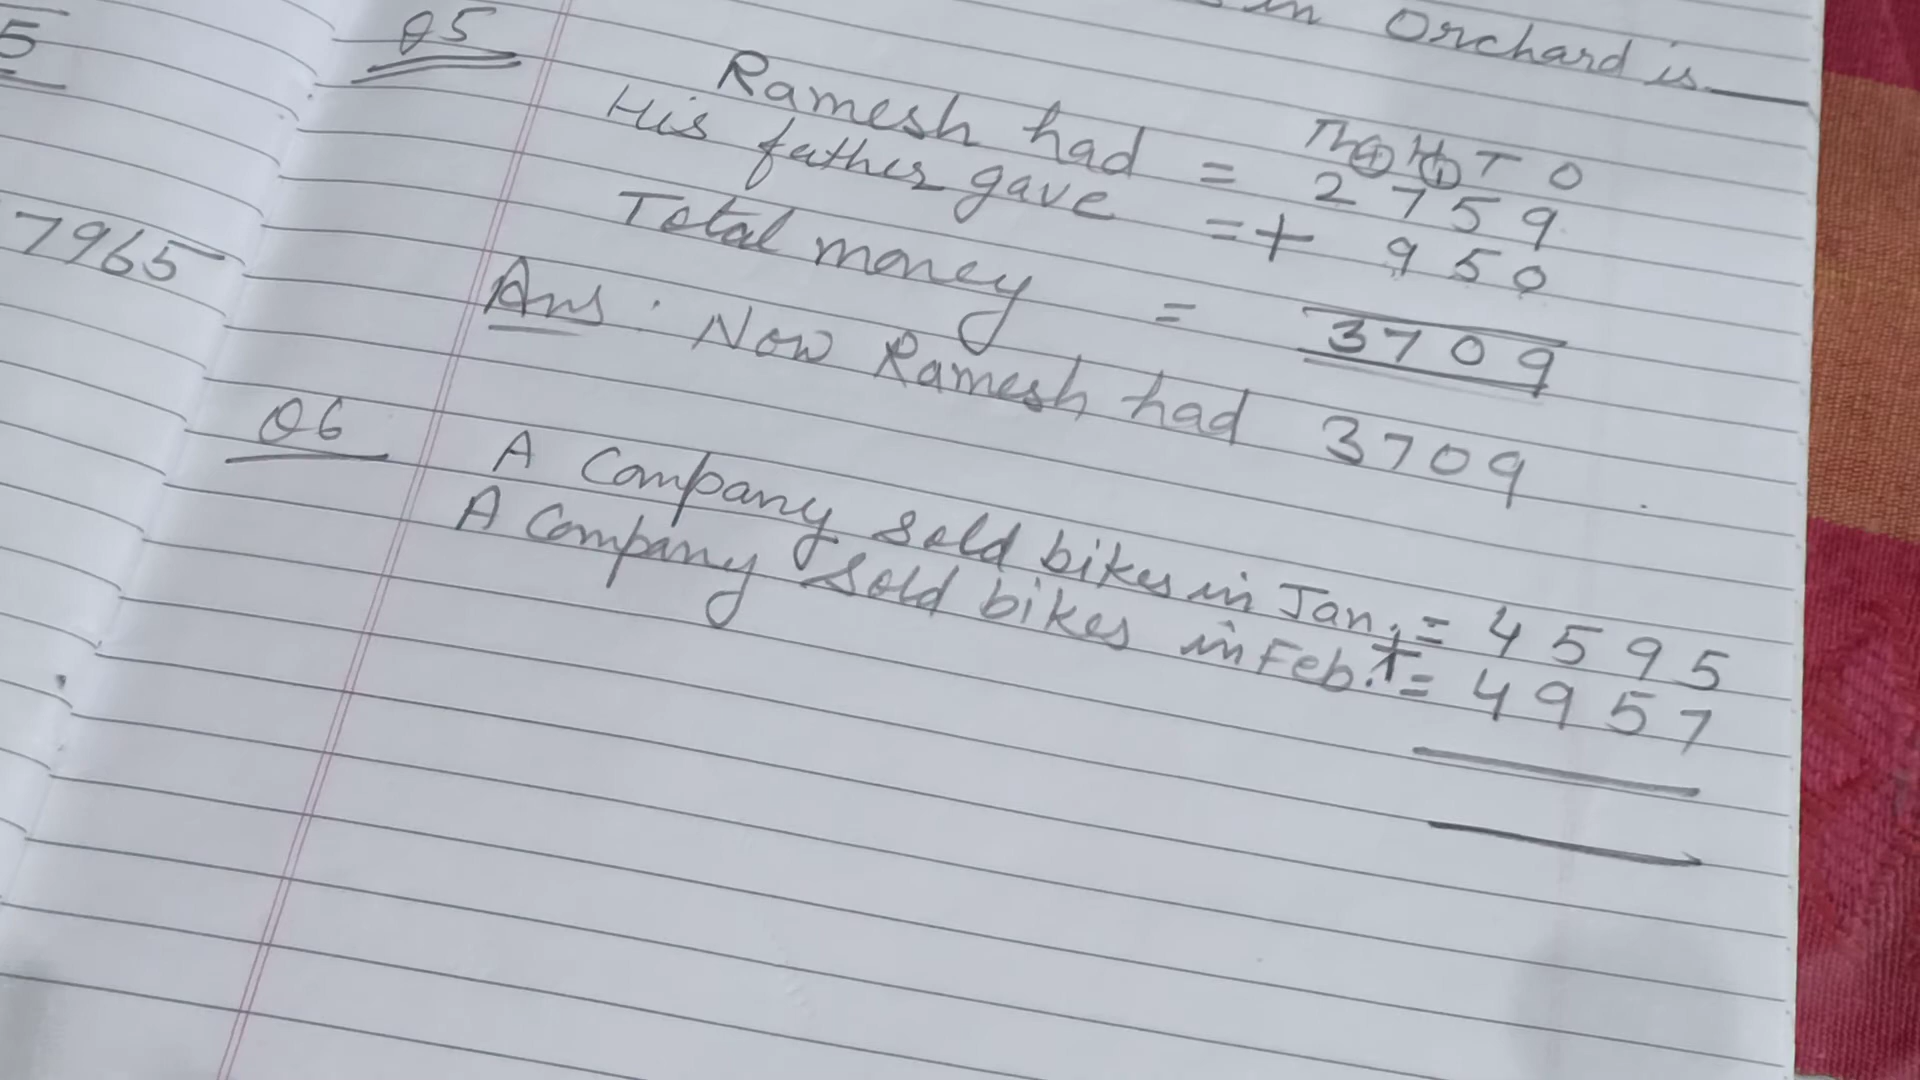 5
7965
in Orchard is
Q5
Th H T O
Ramesh had = 2759
His father gave =+ 950
Total money = 3709
Ans: Now Ramesh had 3709
Q6
A Company sold bikes in Jan. = 4595
A Company sold bikes in Feb. += 4957